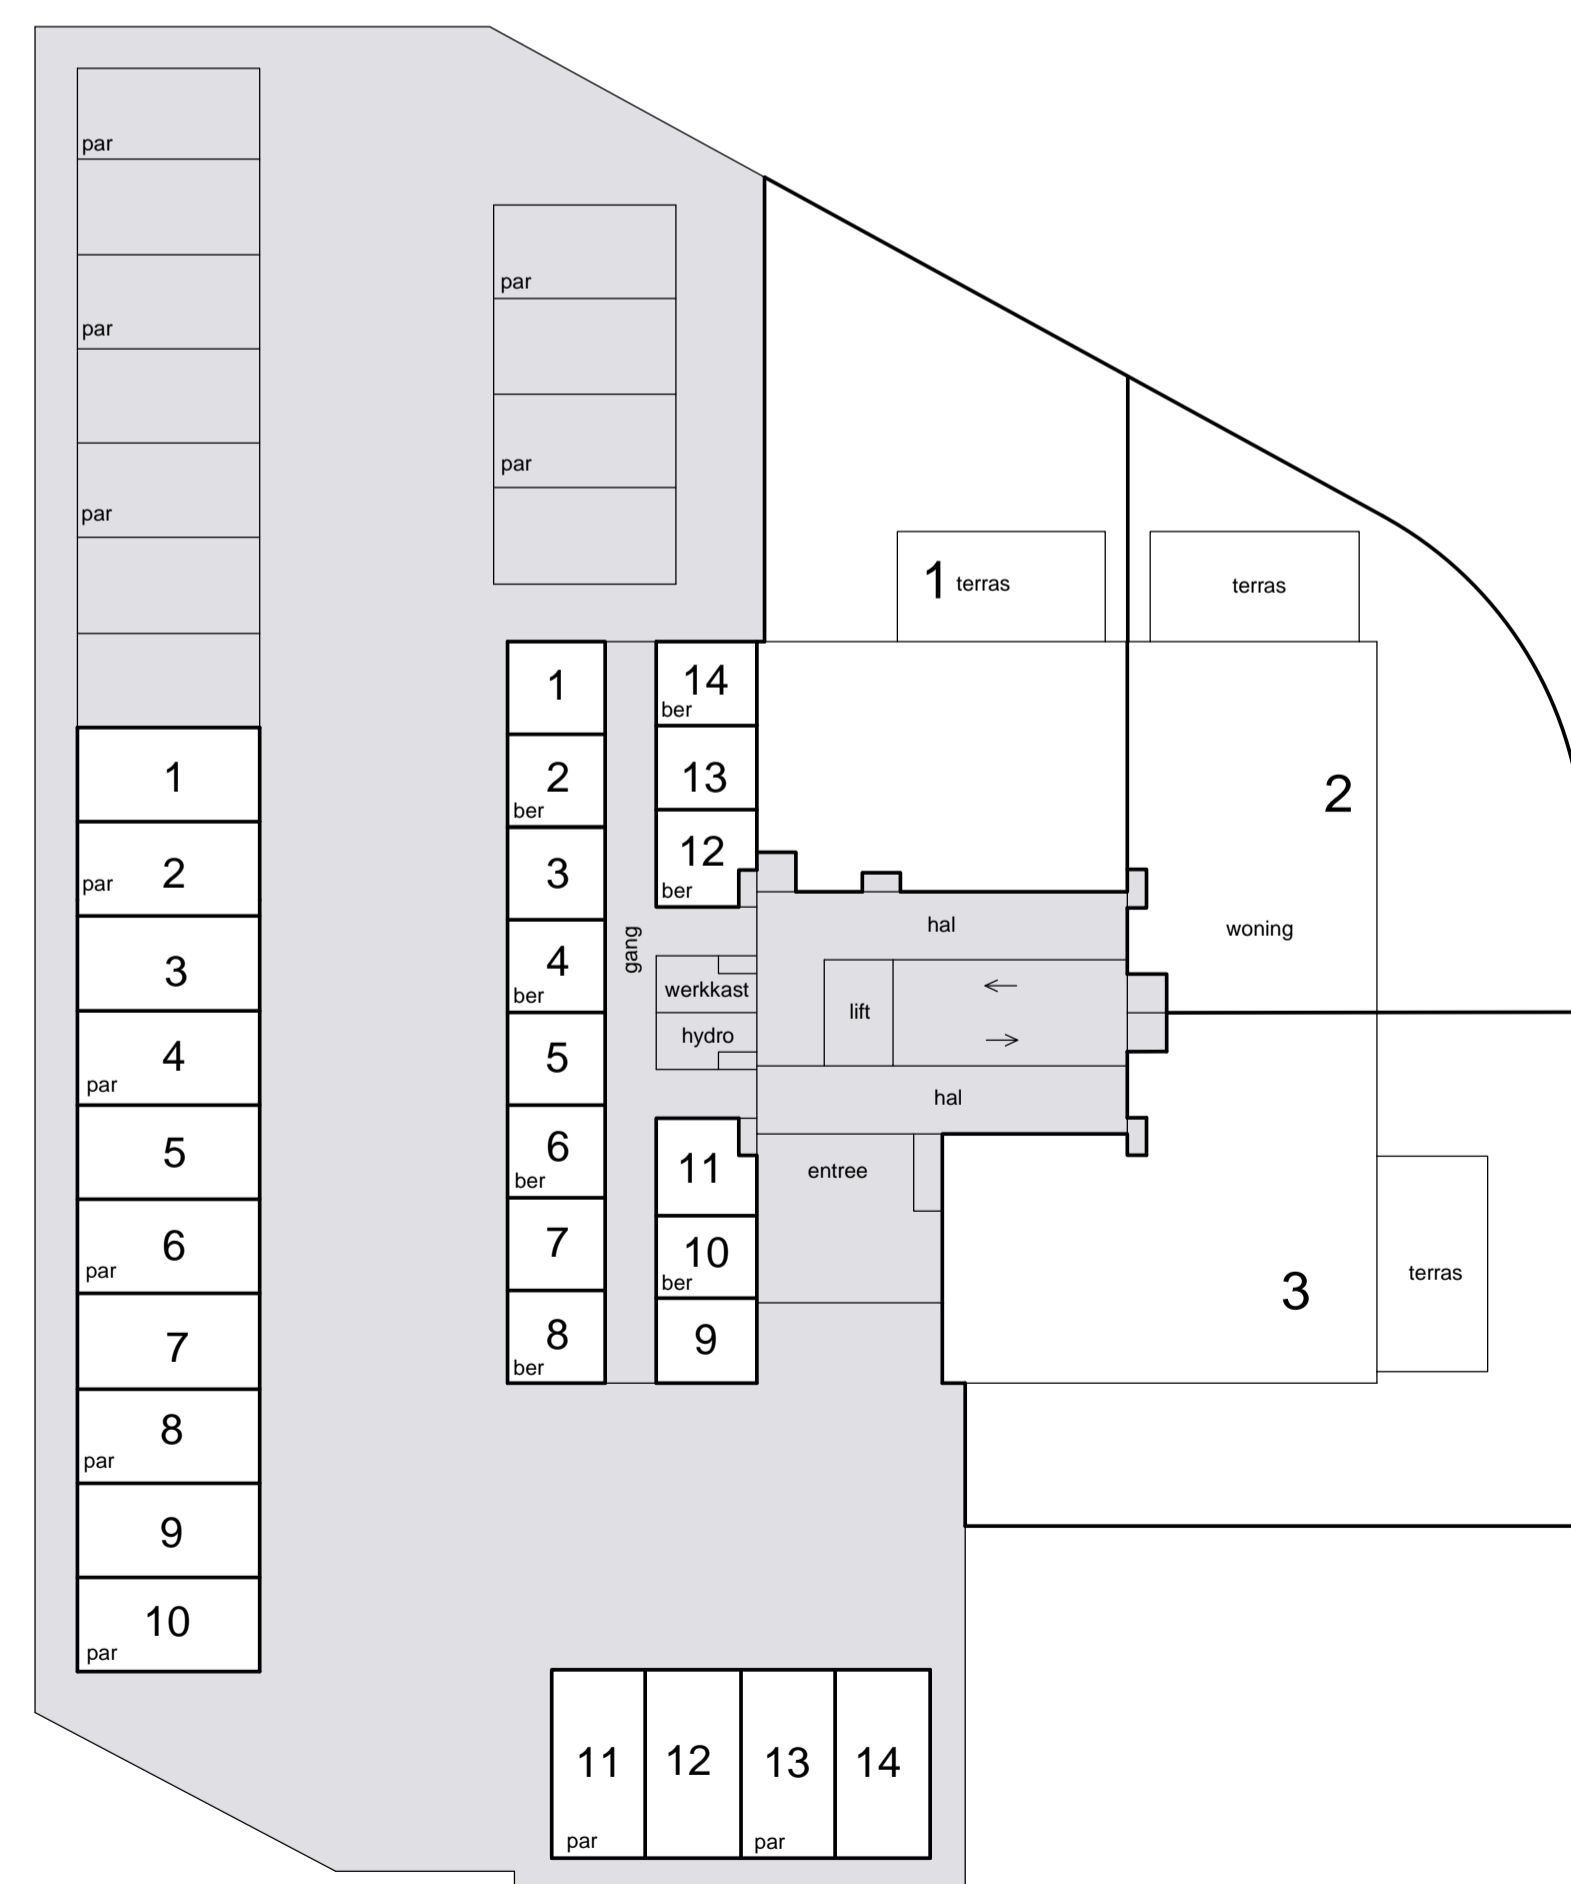 par
par
par
par
par
1 terras
terras
1
2
par
3
4
par
5
6
par
7
8
par
9
10
par
1
2
ber
3
4
ber
5
6
ber
7
8
ber
gang
14
ber
13
12
ber
werkkast
hydro
11
10
ber
9
hal
lift
← 
→
hal
entree
2
woning
3
terras
11
par
12
13
par
14